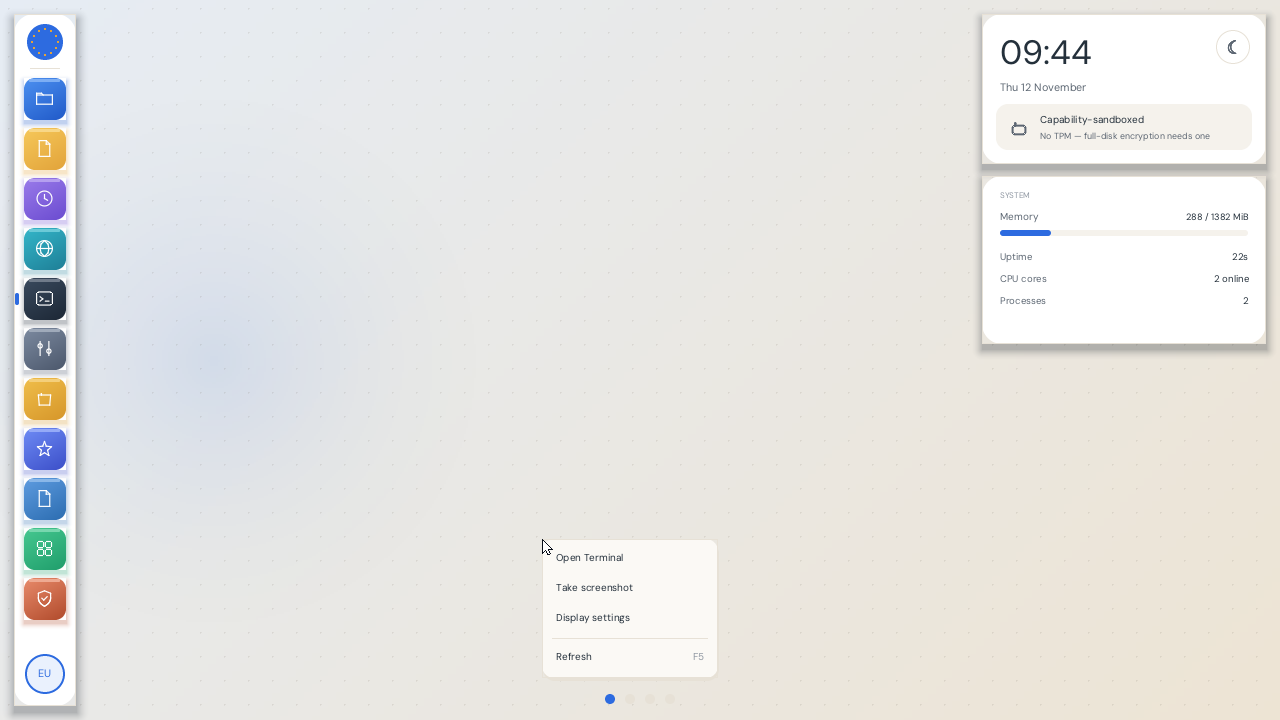 09:44
Thu 12 November
Capability-sandboxed
No TPM — full-disk encryption needs one
SYSTEM
Memory 288 / 1382 MiB
Uptime 22s
CPU cores 2 online
Processes 2
Open Terminal
Take screenshot
Display settings
Refresh F5
EU